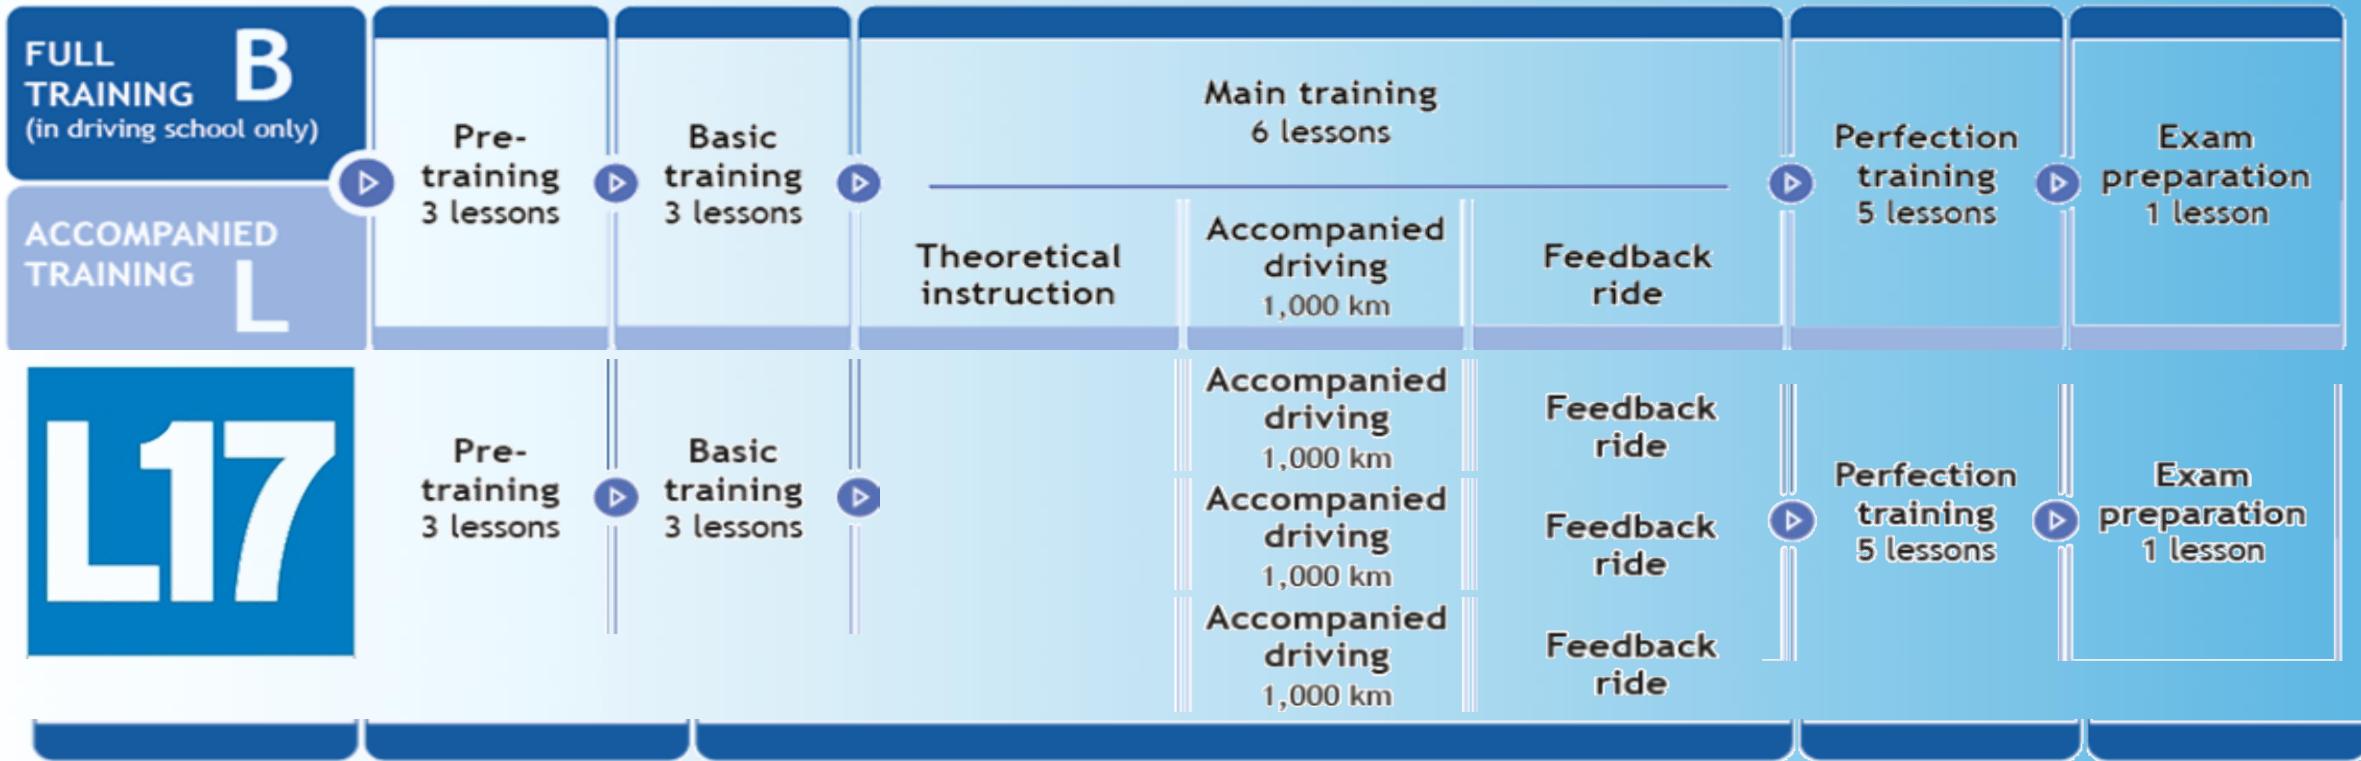 FULL
TRAINING B
(in driving school only)
ACCOMPANIED
TRAINING L
Pre-
training
3 lessons
Basic
training
3 lessons
Main training
6 lessons
Theoretical
instruction
Accompanied
driving
1,000 km
Feedback
ride
Perfection
training
5 lessons
Exam
preparation
1 lesson
L17
Pre-
training
3 lessons
Basic
training
3 lessons
Accompanied
driving
1,000 km
Feedback
ride
Accompanied
driving
1,000 km
Feedback
ride
Accompanied
driving
1,000 km
Feedback
ride
Perfection
training
5 lessons
Exam
preparation
1 lesson